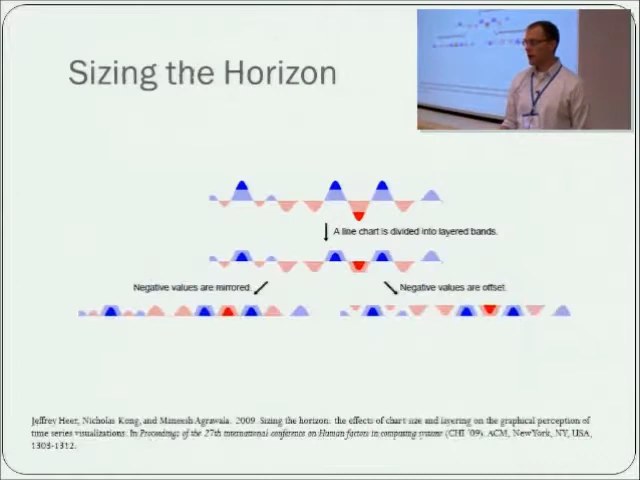 Sizing the Horizon
A line chart is divided into layered bands.
Negative values are mirrored.
Negative values are offset.
Jeffrey Heer, Nicholas Kong, and Maneesh Agrawala. 2009. Sizing the horizon: the effects of chart size and layering on the graphical perception of
time series visualizations. In Proceedings of the 27th international conference on Human factors in computing systems (CHI '09). ACM, New York, NY, USA,
1303-1312.